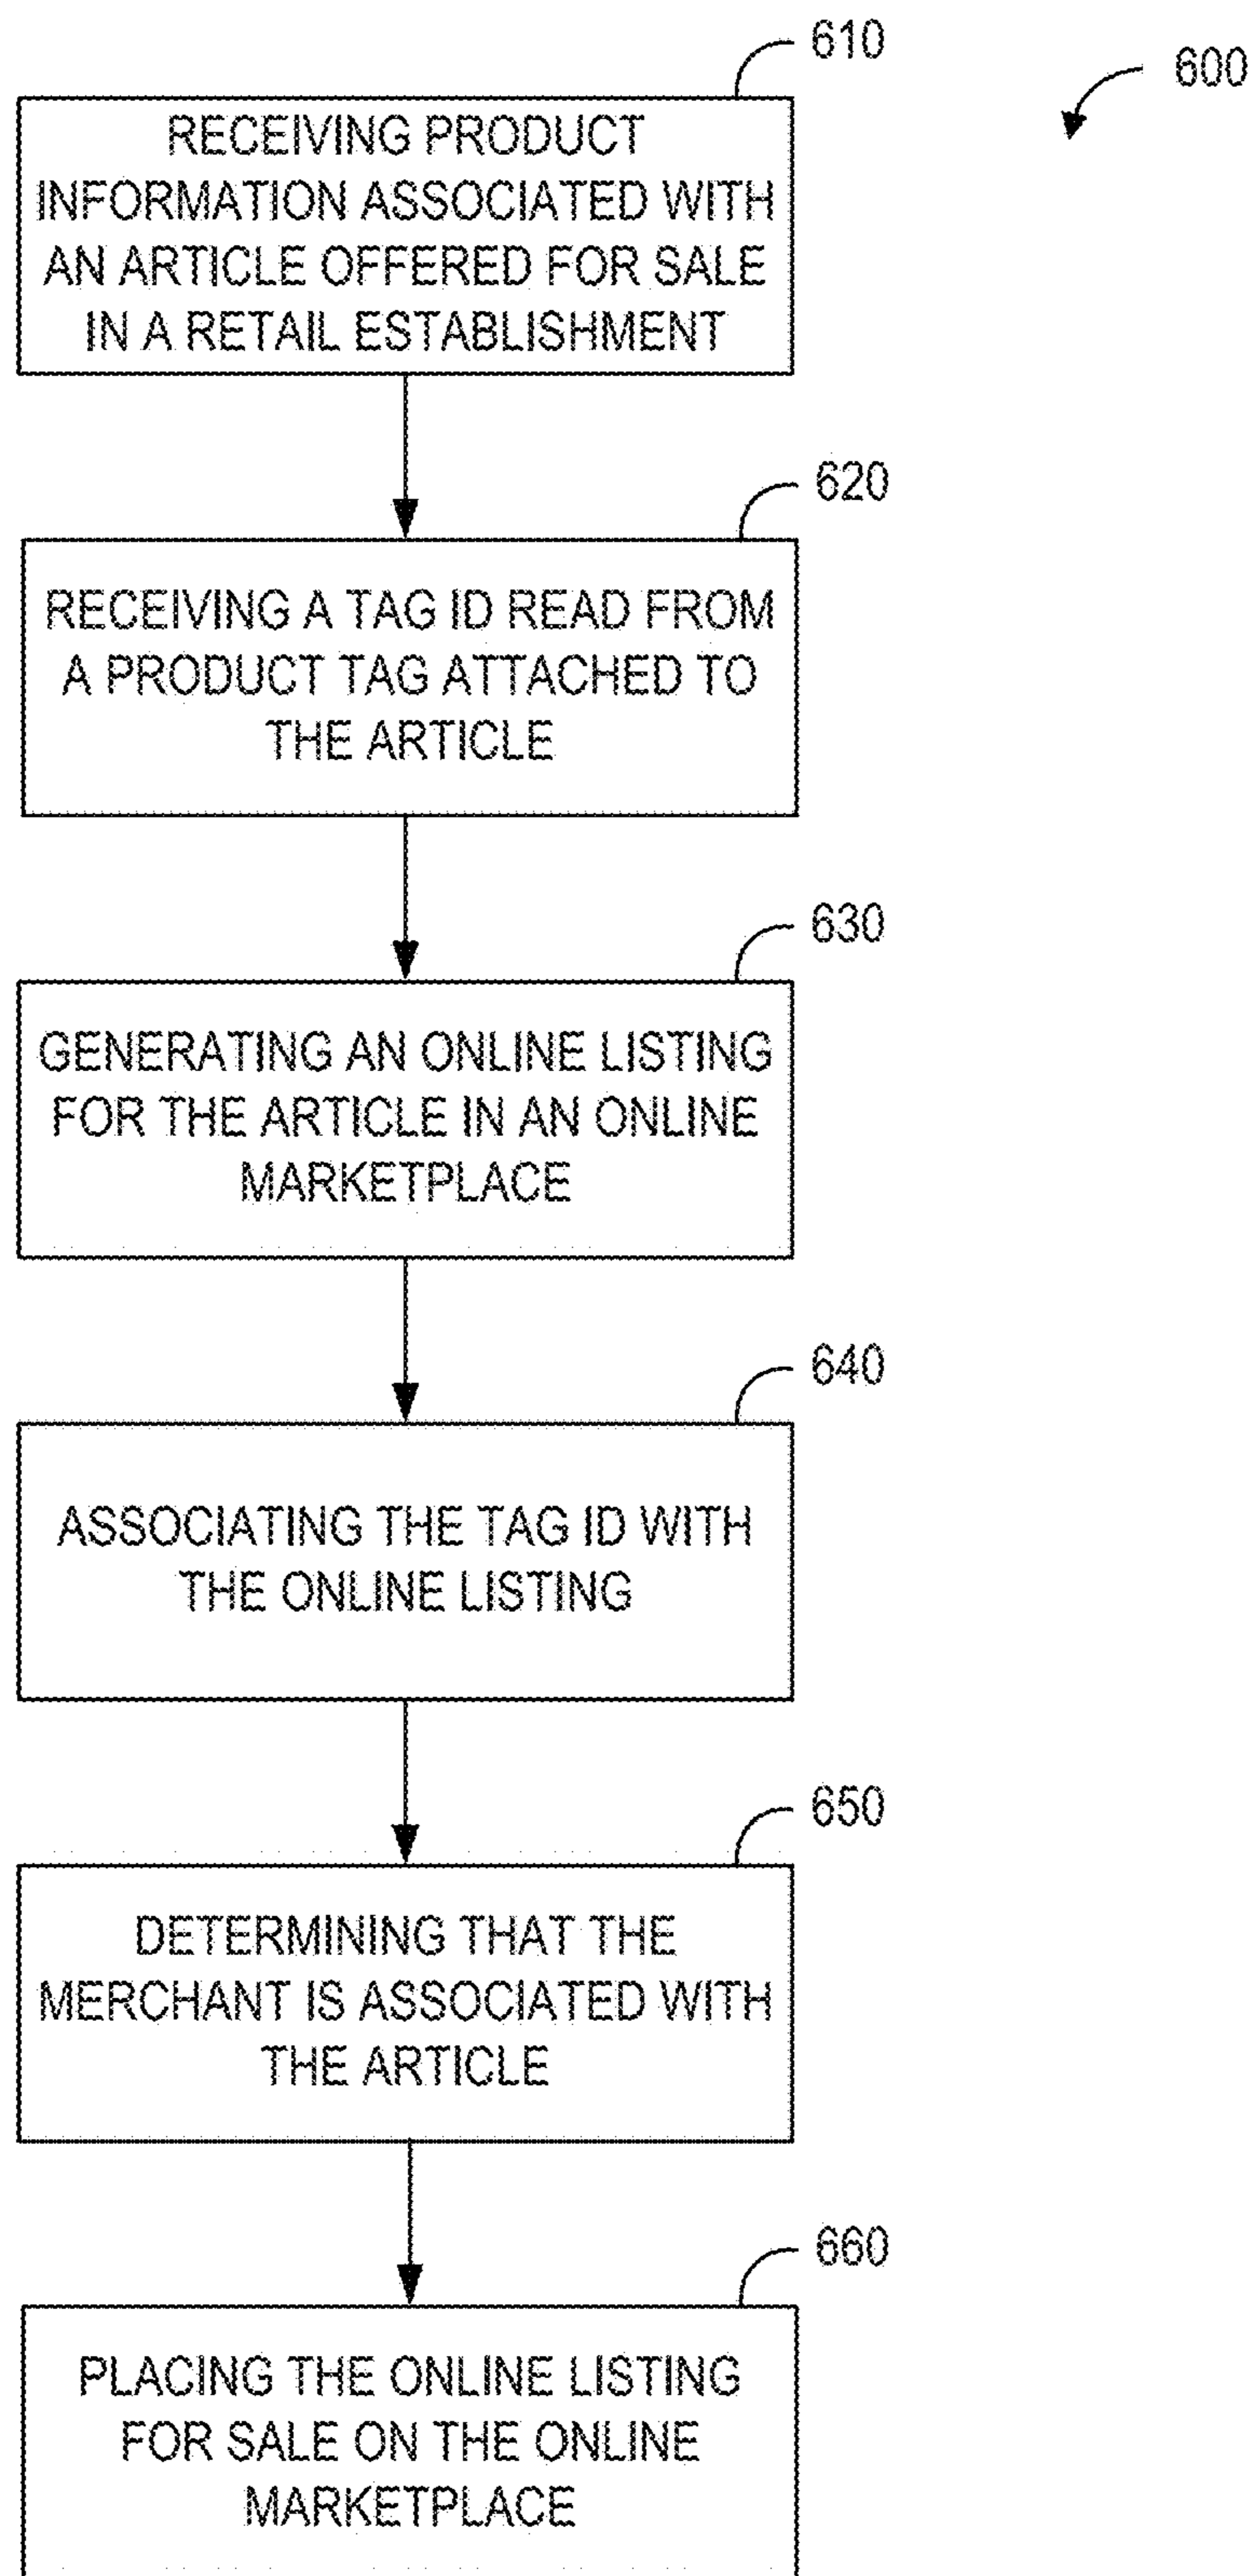 610
600
RECEIVING PRODUCT
INFORMATION ASSOCIATED WITH
AN ARTICLE OFFERED FOR SALE
IN A RETAIL ESTABLISHMENT
620
RECEIVING A TAG ID READ FROM
A PRODUCT TAG ATTACHED TO
THE ARTICLE
630
GENERATING AN ONLINE LISTING
FOR THE ARTICLE IN AN ONLINE
MARKETPLACE
640
ASSOCIATING THE TAG ID WITH
THE ONLINE LISTING
650
DETERMINING THAT THE
MERCHANT IS ASSOCIATED WITH
THE ARTICLE
660
PLACING THE ONLINE LISTING
FOR SALE ON THE ONLINE
MARKETPLACE